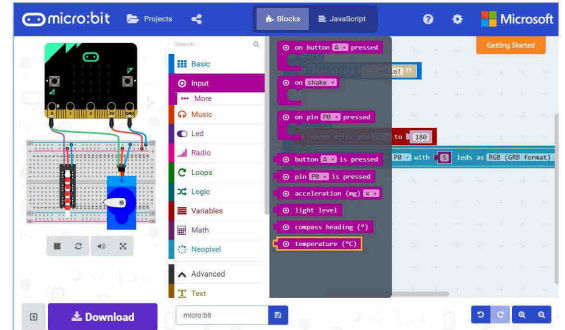 micro:bit Projects Blocks JavaScript Microsoft
Getting Started
Search...
Basic
Input
More
Music
Led
Radio
Loops
Logic
Variables
Math
Neopixel
Advanced
Text
on button A pressed
on shake
on pin P0 pressed
to 180
button A is pressed
P0 with 5 leds as RGB (GRB format)
pin P0 is pressed
acceleration (mg) x
light level
compass heading (°)
temperature (°C)
Download
micro:bit